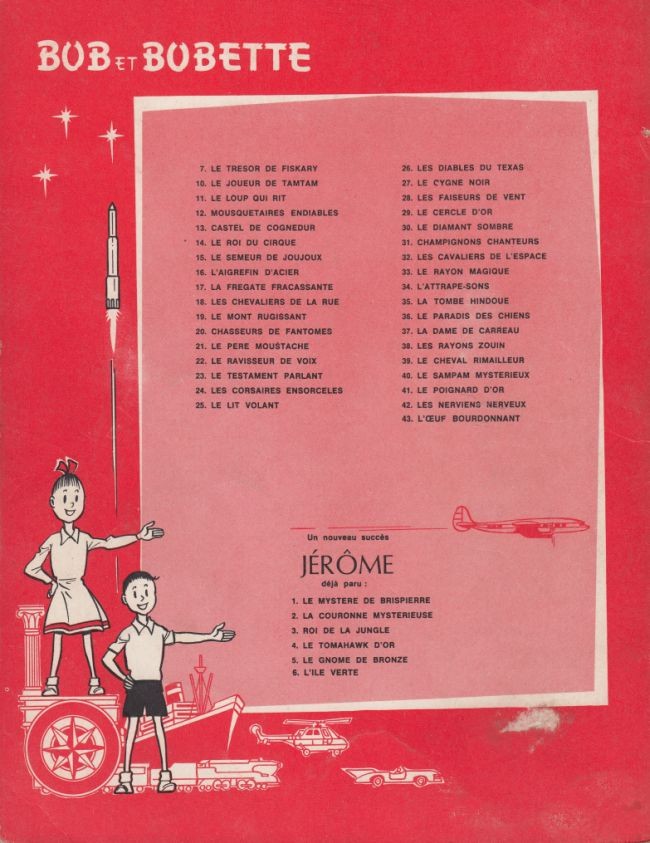 BOB ET BOBETTE
7. LE TRESOR DE FISKARY
10. LE JOUEUR DE TAMTAM
11. LE LOUP QUI RIT
12. MOUSQUETAIRES ENDIABLES
13. CASTEL DE COGNEDUR
14. LE ROI DU CIRQUE
15. LE SEMEUR DE JOUJOUX
16. L'AIGREFIN D'ACIER
17. LA FREGATE FRACASSANTE
18. LES CHEVALIERS DE LA RUE
19. LE MONT RUGISSANT
20. CHASSEURS DE FANTOMES
21. LE PERE MOUSTACHE
22. LE RAVISSEUR DE VOIX
23. LE TESTAMENT PARLANT
24. LES CORSAIRES ENSORCELES
25. LE LIT VOLANT
26. LES DIABLES DU TEXAS
27. LE CYGNE NOIR
28. LES FAISEURS DE VENT
29. LE CERCLE D'OR
30. LE DIAMANT SOMBRE
31. CHAMPIGNONS CHANTEURS
32. LES CAVALIERS DE L'ESPACE
33. LE RAYON MAGIQUE
34. L'ATTRAPE-SONS
35. LA TOMBE HINDOUE
36. LE PARADIS DES CHIENS
37. LA DAME DE CARREAU
38. LES RAYONS ZOUIN
39. LE CHEVAL RIMAILLEUR
40. LE SAMPAM MYSTERIEUX
41. LE POIGNARD D'OR
42. LES NERVIENS NERVEUX
43. L'ŒUF BOURDONNANT
Un nouveau succès
JÉRÔME
déjà paru :
1. LE MYSTERE DE BRISPIERRE
2. LA COURONNE MYSTERIEUSE
3. ROI DE LA JUNGLE
4. LE TOMAHAWK D'OR
5. LE GNOME DE BRONZE
6. L'ILE VERTE